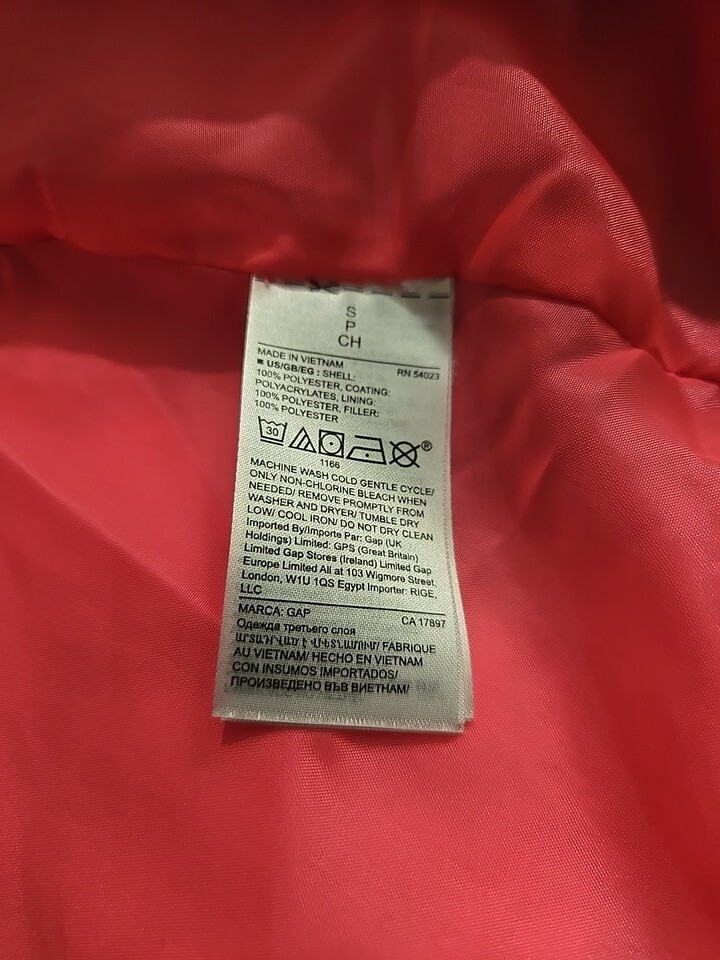 S
P
CH
MADE IN VIETNAM
RN 54023
■ US/GB/EG : SHELL:
100% POLYESTER, COATING:
POLYACRYLATES, LINING:
100% POLYESTER, FILLER:
100% POLYESTER
30
®
1166
MACHINE WASH COLD GENTLE CYCLE/
ONLY NON-CHLORINE BLEACH WHEN
NEEDED/ REMOVE PROMPTLY FROM
WASHER AND DRYER/ TUMBLE DRY
LOW/ COOL IRON/ DO NOT DRY CLEAN
Imported By/Importe Par: Gap (UK
Holdings) Limited: GPS (Great Britain)
Limited Gap Stores (Ireland) Limited Gap
Europe Limited All at 103 Wigmore Street,
London, W1U 1QS Egypt Importer: RIGE,
LLC
MARCA: GAP
CA 17897
Одежда третьего слоя
ԱՐՏԱԴՐՎԱԾ Է ՎԻԵՏՆԱՄՈՒՄ/ FABRIQUE
AU VIETNAM/ HECHO EN VIETNAM
CON INSUMOS IMPORTADOS/
ПРОИЗВЕДЕНО ВЪВ ВИЕТНАМ/